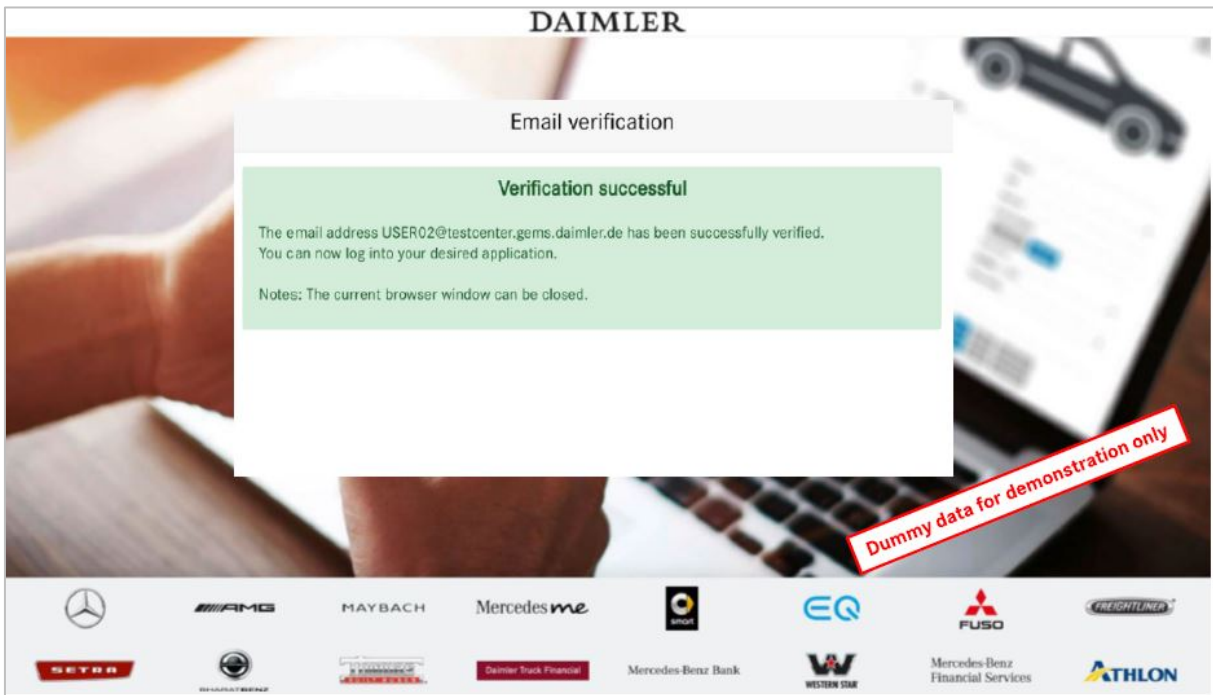 DAIMLER
Email verification
Verification successful
The email address USER02@testcenter.gems.daimler.de has been successfully verified.
You can now log into your desired application.
Notes: The current browser window can be closed.
Dummy data for demonstration only
AMG
MAYBACH
Mercedes me
smart
EQ
FUSO
FREIGHTLINER
SETRA
BHARATBENZ
BUILT BUSES
Daimler Truck Financial
Mercedes-Benz Bank
WESTERN STAR
Mercedes-Benz
Financial Services
ATHLON